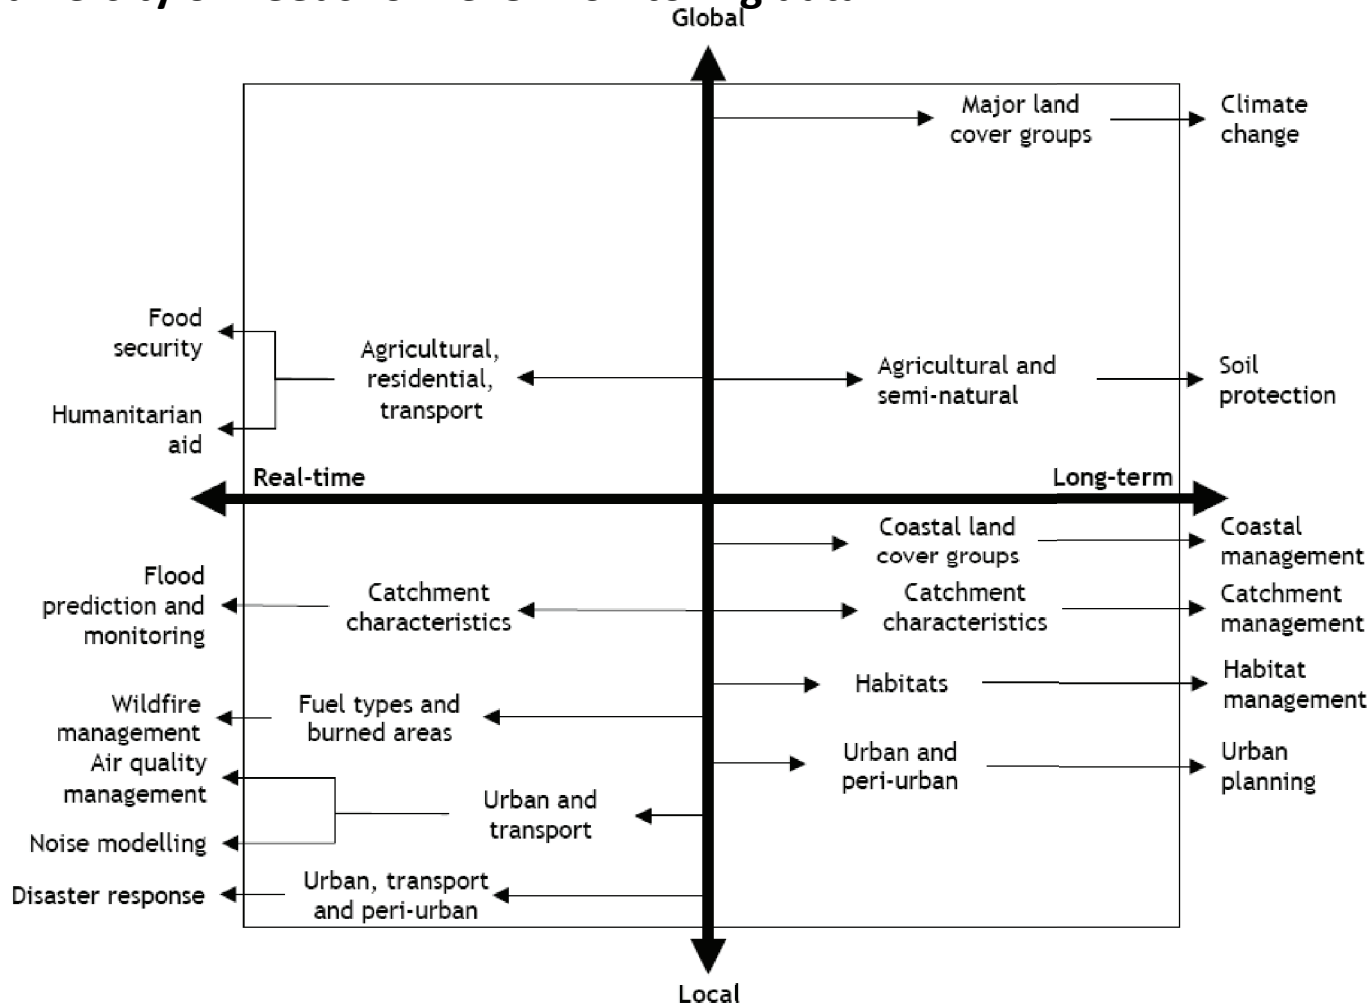 Global
Major land
cover groups
Climate
change
Food
security
Humanitarian
aid
Agricultural,
residential,
transport
Agricultural and
semi-natural
Soil
protection
Real-time
Long-term
Coastal land
cover groups
Coastal
management
Flood
prediction and
monitoring
Catchment
characteristics
Catchment
characteristics
Catchment
management
Habitats
Habitat
management
Wildfire
management
Fuel types and
burned areas
Urban and
peri-urban
Urban
planning
Air quality
management
Noise modelling
Urban and
transport
Disaster response
Urban, transport
and peri-urban
Local